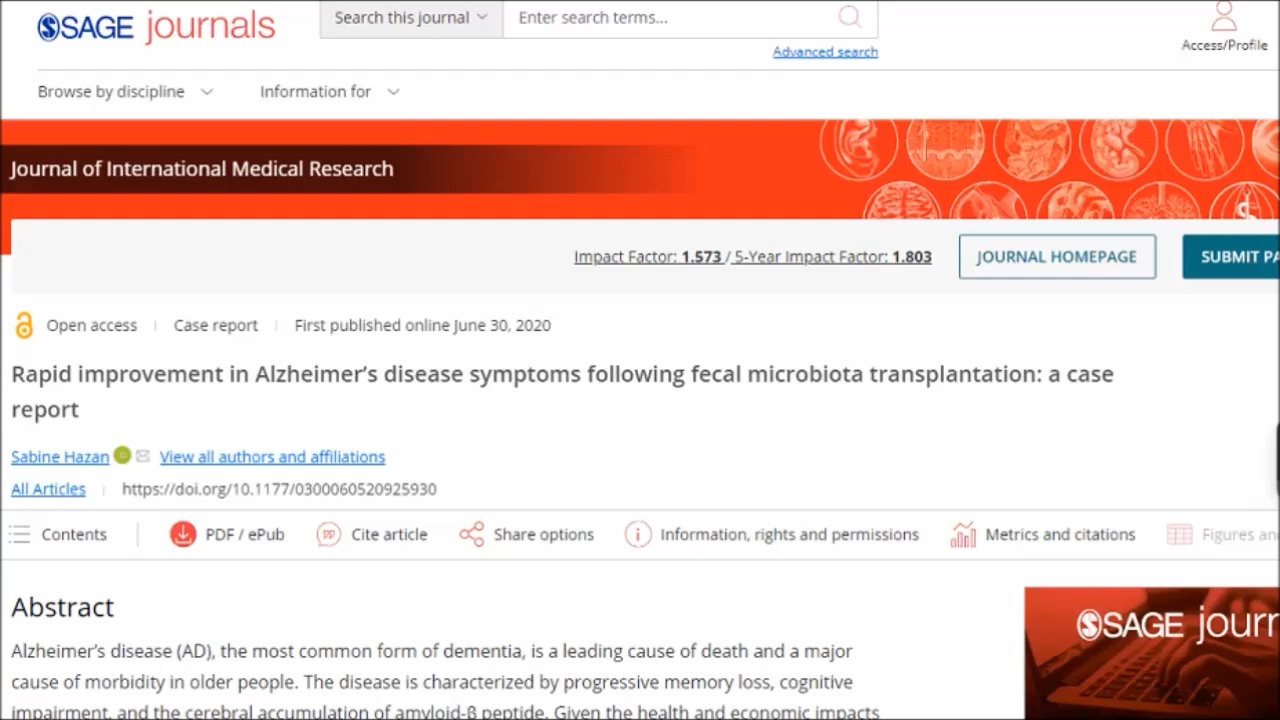 SAGE journals
Search this journal
Enter search terms...
Advanced search
Access/Profile
Browse by discipline
Information for
Journal of International Medical Research
Impact Factor: 1.573 / 5-Year Impact Factor: 1.803
JOURNAL HOMEPAGE
SUBMIT PA
Open access
Case report
First published online June 30, 2020
Rapid improvement in Alzheimer’s disease symptoms following fecal microbiota transplantation: a case
report
Sabine Hazan
View all authors and affiliations
All Articles
https://doi.org/10.1177/0300060520925930
Contents
PDF / ePub
Cite article
Share options
Information, rights and permissions
Metrics and citations
Figures an
Abstract
SAGE journ
Alzheimer’s disease (AD), the most common form of dementia, is a leading cause of death and a major
cause of morbidity in older people. The disease is characterized by progressive memory loss, cognitive
impairment, and the cerebral accumulation of amyloid-β peptide. Given the health and economic impacts